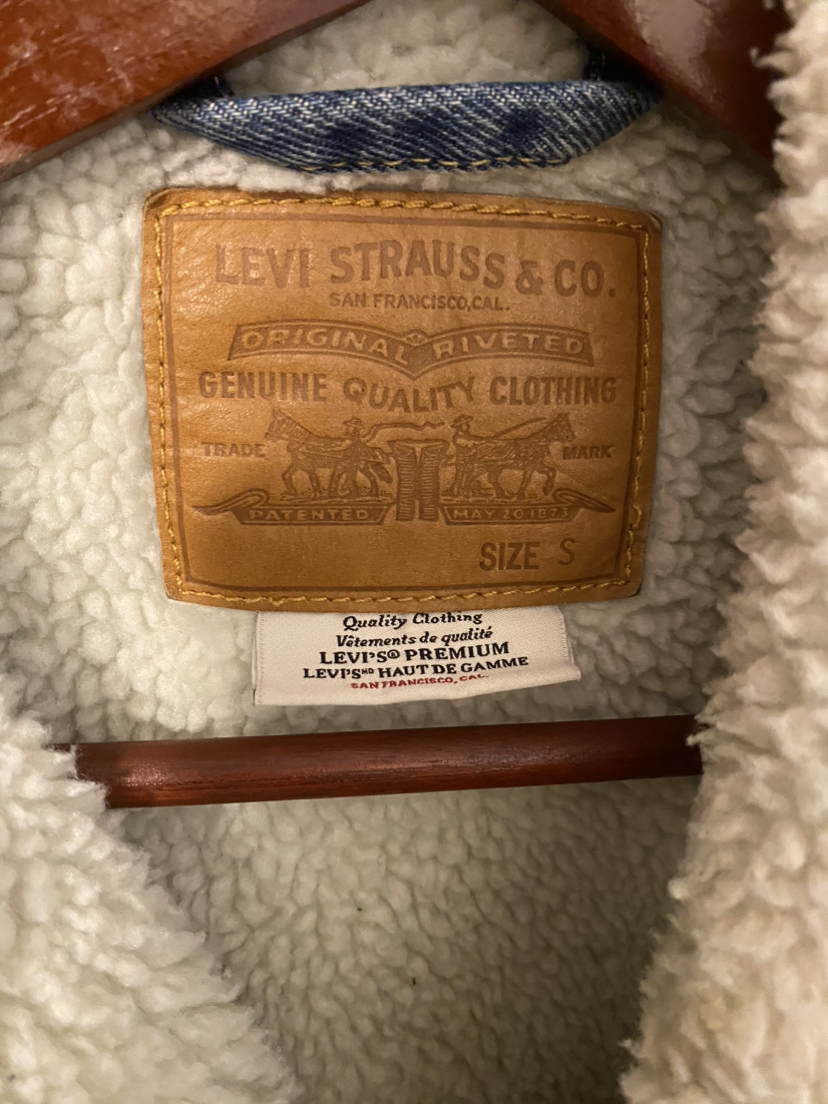 LEVI STRAUSS & CO.
SAN FRANCISCO, CAL.
ORIGINAL RIVETED
GENUINE QUALITY CLOTHING
TRADE MARK
PATENTED MAY 20 1873
SIZE S
Quality Clothing
Vêtements de qualité
LEVI'S® PREMIUM
LEVI'S᷊ᴹᴰ HAUT DE GAMME
SAN FRANCISCO, CAL.